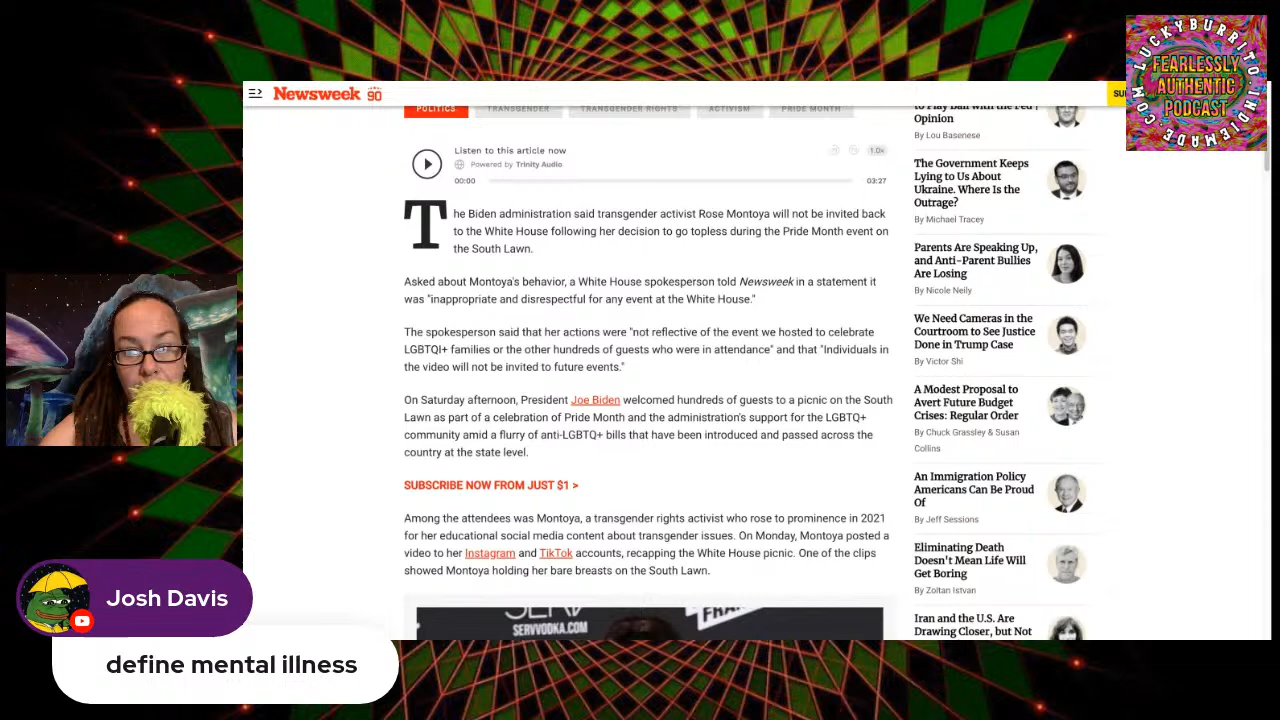 Newsweek 90
SU
POLITICS TRANSGENDER TRANSGENDER RIGHTS ACTIVISM PRIDE MONTH
Listen to this article now
Powered by Trinity Audio
1.0x
00:00 03:27
The Biden administration said transgender activist Rose Montoya will not be invited back
to the White House following her decision to go topless during the Pride Month event on
the South Lawn.
Asked about Montoya's behavior, a White House spokesperson told Newsweek in a statement it
was "inappropriate and disrespectful for any event at the White House."
The spokesperson said that her actions were "not reflective of the event we hosted to celebrate
LGBTQI+ families or the other hundreds of guests who were in attendance" and that "Individuals in
the video will not be invited to future events."
On Saturday afternoon, President Joe Biden welcomed hundreds of guests to a picnic on the South
Lawn as part of a celebration of Pride Month and the administration's support for the LGBTQ+
community amid a flurry of anti-LGBTQ+ bills that have been introduced and passed across the
country at the state level.
SUBSCRIBE NOW FROM JUST $1 >
Among the attendees was Montoya, a transgender rights activist who rose to prominence in 2021
for her educational social media content about transgender issues. On Monday, Montoya posted a
video to her Instagram and TikTok accounts, recapping the White House picnic. One of the clips
showed Montoya holding her bare breasts on the South Lawn.
SERVVODKA.COM
FRA
to Play Ball with the Fed |
Opinion
By Lou Basenese
The Government Keeps
Lying to Us About
Ukraine. Where Is the
Outrage?
By Michael Tracey
Parents Are Speaking Up,
and Anti-Parent Bullies
Are Losing
By Nicole Neily
We Need Cameras in the
Courtroom to See Justice
Done in Trump Case
By Victor Shi
A Modest Proposal to
Avert Future Budget
Crises: Regular Order
By Chuck Grassley & Susan
Collins
An Immigration Policy
Americans Can Be Proud
Of
By Jeff Sessions
Eliminating Death
Doesn't Mean Life Will
Get Boring
By Zoltan Istvan
Iran and the U.S. Are
Drawing Closer, but Not
LUCKYBURRITO.INDIEMADE.COM
FEARLESSLY
AUTHENTIC
PODCAST
Josh Davis
define mental illness